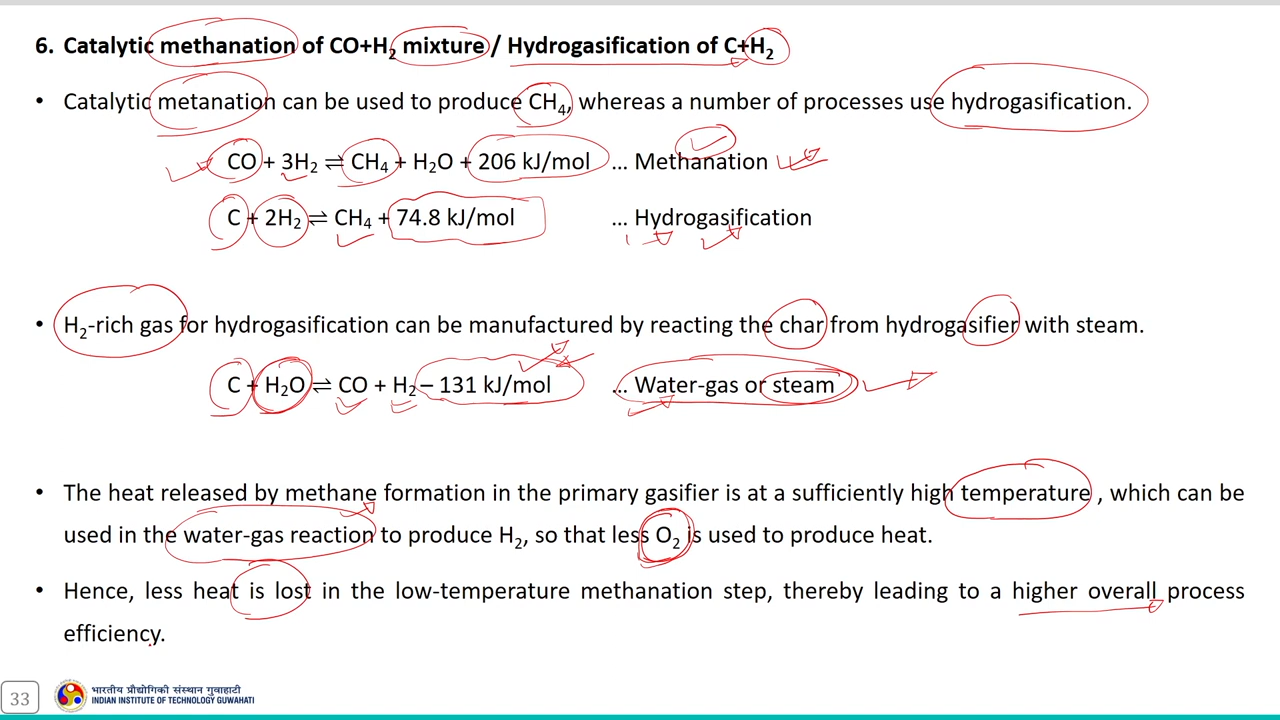 6. Catalytic methanation of CO+H₂ mixture / Hydrogasification of C+H₂
• Catalytic metanation can be used to produce CH₄, whereas a number of processes use hydrogasification.
CO + 3H₂ ⇌ CH₄ + H₂O + 206 kJ/mol ... Methanation
C + 2H₂ ⇌ CH₄ + 74.8 kJ/mol ... Hydrogasification
• H₂-rich gas for hydrogasification can be manufactured by reacting the char from hydrogasifier with steam.
C + H₂O ⇌ CO + H₂ – 131 kJ/mol ... Water-gas or steam
• The heat released by methane formation in the primary gasifier is at a sufficiently high temperature , which can be
used in the water-gas reaction to produce H₂, so that less O₂ is used to produce heat.
• Hence, less heat is lost in the low-temperature methanation step, thereby leading to a higher overall process
efficiency.
33
भारतीय प्रौद्योगिकी संस्थान गुवाहाटी
INDIAN INSTITUTE OF TECHNOLOGY GUWAHATI